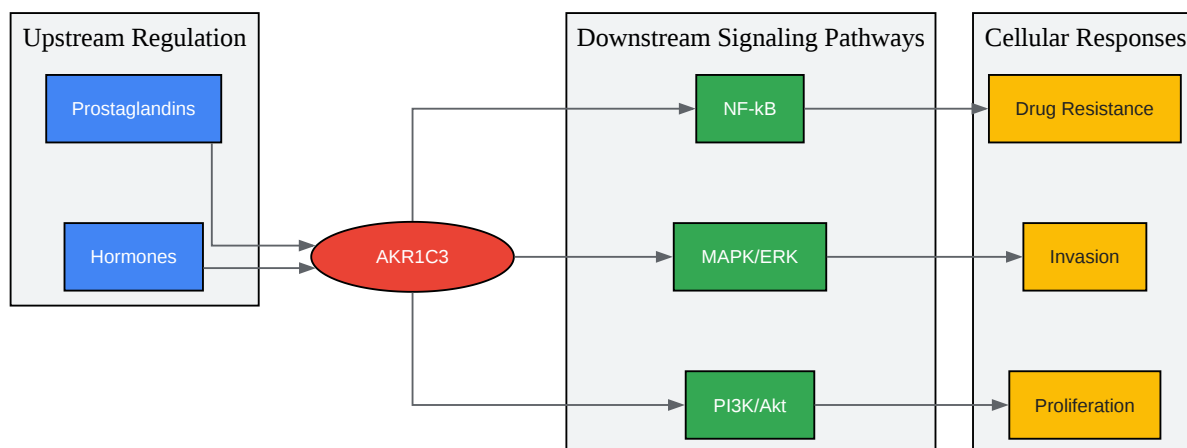 Upstream Regulation
Prostaglandins
Hormones
AKR1C3
Downstream Signaling Pathways
NF-kB
MAPK/ERK
PI3K/Akt
Cellular Responses
Drug Resistance
Invasion
Proliferation